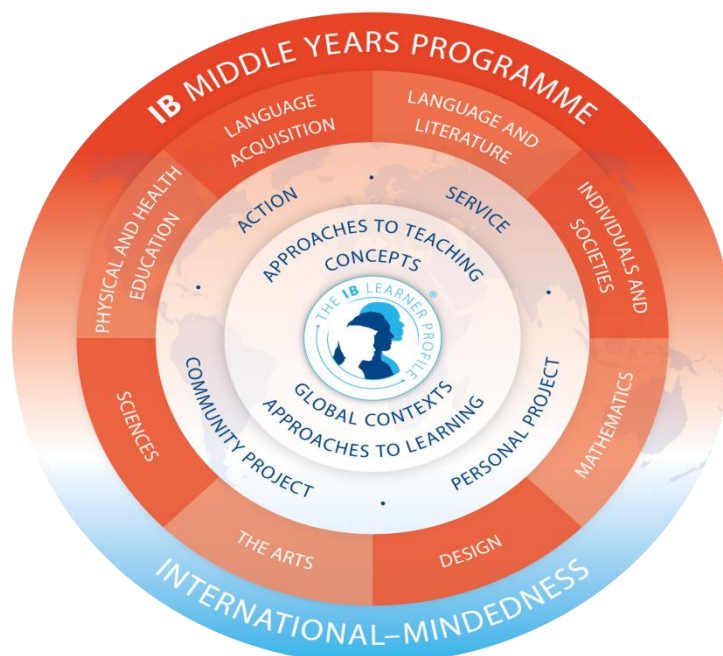 IB MIDDLE YEARS PROGRAMME
LANGUAGE
ACQUISITION
LANGUAGE AND
LITERATURE
INDIVIDUALS AND
SOCIETIES
MATHEMATICS
DESIGN
THE ARTS
SCIENCES
PHYSICAL AND HEALTH
EDUCATION
ACTION
SERVICE
PERSONAL PROJECT
COMMUNITY PROJECT
APPROACHES TO TEACHING
CONCEPTS
THE IB LEARNER PROFILE ®
GLOBAL CONTEXTS
APPROACHES TO LEARNING
INTERNATIONAL–MINDEDNESS